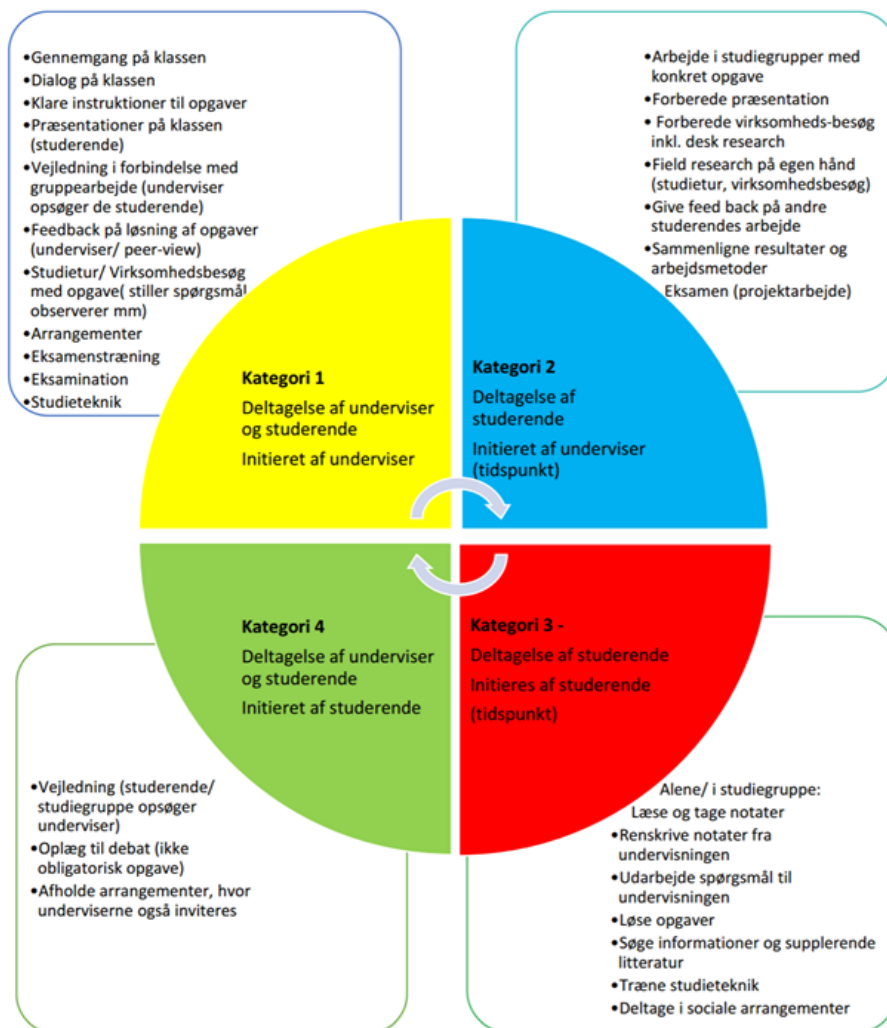 •Gennemgang på klassen
•Dialog på klassen
•Klare instruktioner til opgaver
•Præsentationer på klassen
(studerende)
•Vejledning i forbindelse med
gruppearbejde (underviser
opsøger de studerende)
•Feedback på løsning af opgaver
(underviser/ peer-view)
•Studietur/ Virksomhedsbesøg
med opgave( stiller spørgsmål
observerer mm)
•Arrangementer
•Eksamenstræning
•Eksamination
•Studieteknik
•Arbejde i studiegrupper med
konkret opgave
•Forberede præsentation
• Forberede virksomheds-besøg
inkl. desk research
•Field research på egen hånd
(studietur, virksomhedsbesøg)
•Give feed back på andre
studerendes arbejde
•Sammenligne resultater og
arbejdsmetoder
Eksamen (projektarbejde)
Kategori 1
Deltagelse af underviser
og studerende
Initieret af underviser
Kategori 2
Deltagelse af
studerende
Initieret af underviser
(tidspunkt)
Kategori 4
Deltagelse af underviser
og studerende
Initieret af studerende
Kategori 3 -
Deltagelse af studerende
Initieres af studerende
(tidspunkt)
•Vejledning (studerende/
studiegruppe opsøger
underviser)
•Oplæg til debat (ikke
obligatorisk opgave)
•Afholde arrangementer, hvor
underviserne også inviteres
Alene/ i studiegruppe:
Læse og tage notater
•Renskrive notater fra
undervisningen
•Udarbejde spørgsmål til
undervisningen
•Løse opgaver
•Søge informationer og supplerende
litteratur
•Træne studieteknik
•Deltage i sociale arrangementer